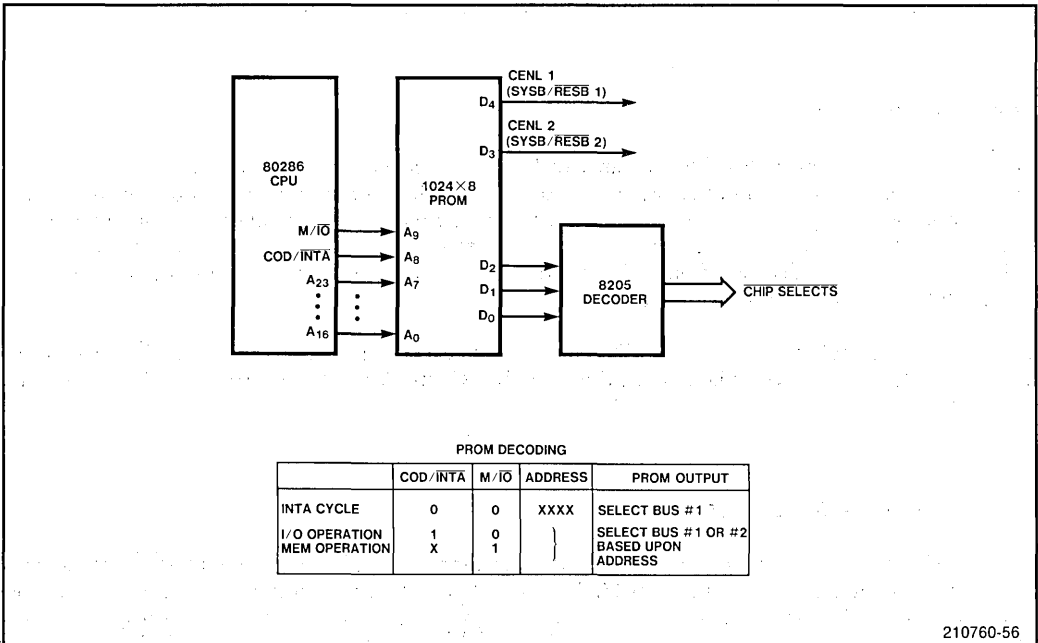 CENL 1
(SYSB/RESB 1)
D4
CENL 2
(SYSB/RESB 2)
D3
80286
CPU
1024×8
PROM
M/IO
A9
COD/INTA
A8
A23
A7
D2
D1
D0
8205
DECODER
CHIP SELECTS
A16
A0
PROM DECODING
COD/INTA M/IO ADDRESS PROM OUTPUT
INTA CYCLE 0 0 XXXX SELECT BUS #1
I/O OPERATION 1 0 SELECT BUS #1 OR #2
MEM OPERATION X 1 BASED UPON
ADDRESS
210760-56